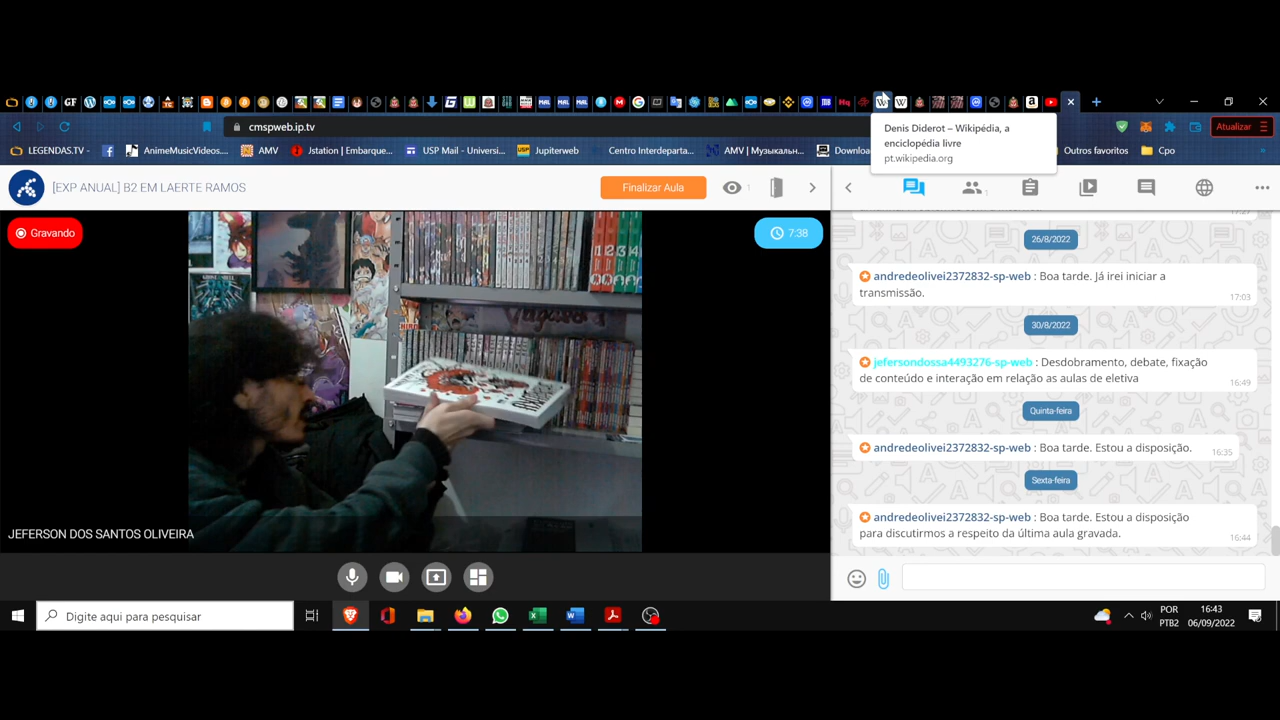 cmspweb.ip.tv
Denis Diderot – Wikipédia, a
enciclopédia livre
pt.wikipedia.org
Atualizar
LEGENDAS.TV -
AnimeMusicVideos....
AMV
Jstation | Embarque...
USP Mail - Universi...
Jupiterweb
Centro Interdeparta...
AMV | Музыкальн...
Outros favoritos
Cpo
[EXP ANUAL] B2 EM LAERTE RAMOS
Finalizar Aula
1
1
Gravando
7:38
JEFERSON DOS SANTOS OLIVEIRA
26/8/2022
andredeolivei2372832-sp-web : Boa tarde. Já irei iniciar a
transmissão.
17:03
30/8/2022
jefersondossa4493276-sp-web : Desdobramento, debate, fixação
de conteúdo e interação em relação as aulas de eletiva
16:49
Quinta-feira
andredeolivei2372832-sp-web : Boa tarde. Estou a disposição.
16:35
Sexta-feira
andredeolivei2372832-sp-web : Boa tarde. Estou a disposição
para discutirmos a respeito da última aula gravada.
16:44
Digite aqui para pesquisar
POR
PTB2
16:43
06/09/2022